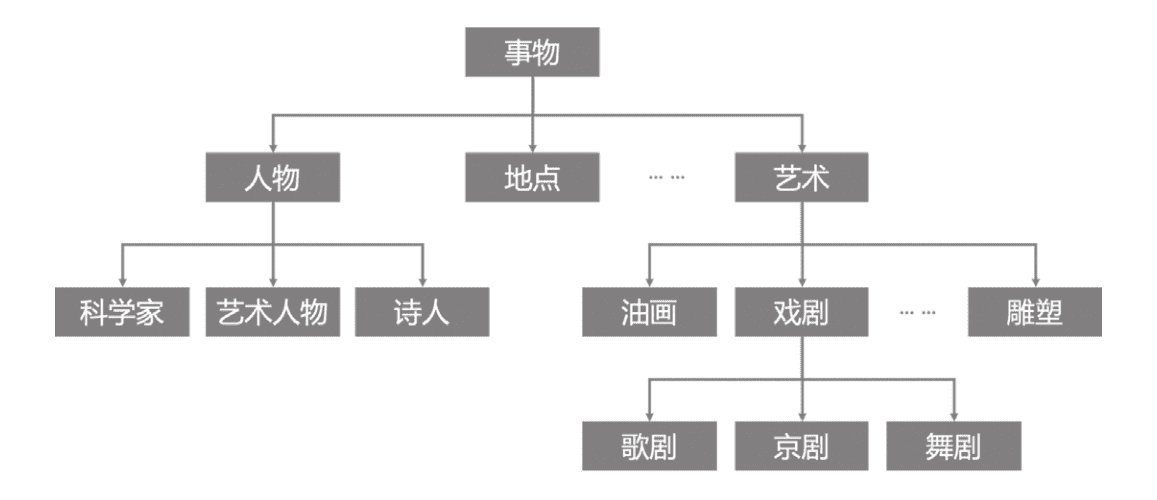 事物
人物 地点 … … 艺术
科学家 艺术人物 诗人 油画 戏剧 … … 雕塑
歌剧 京剧 舞剧